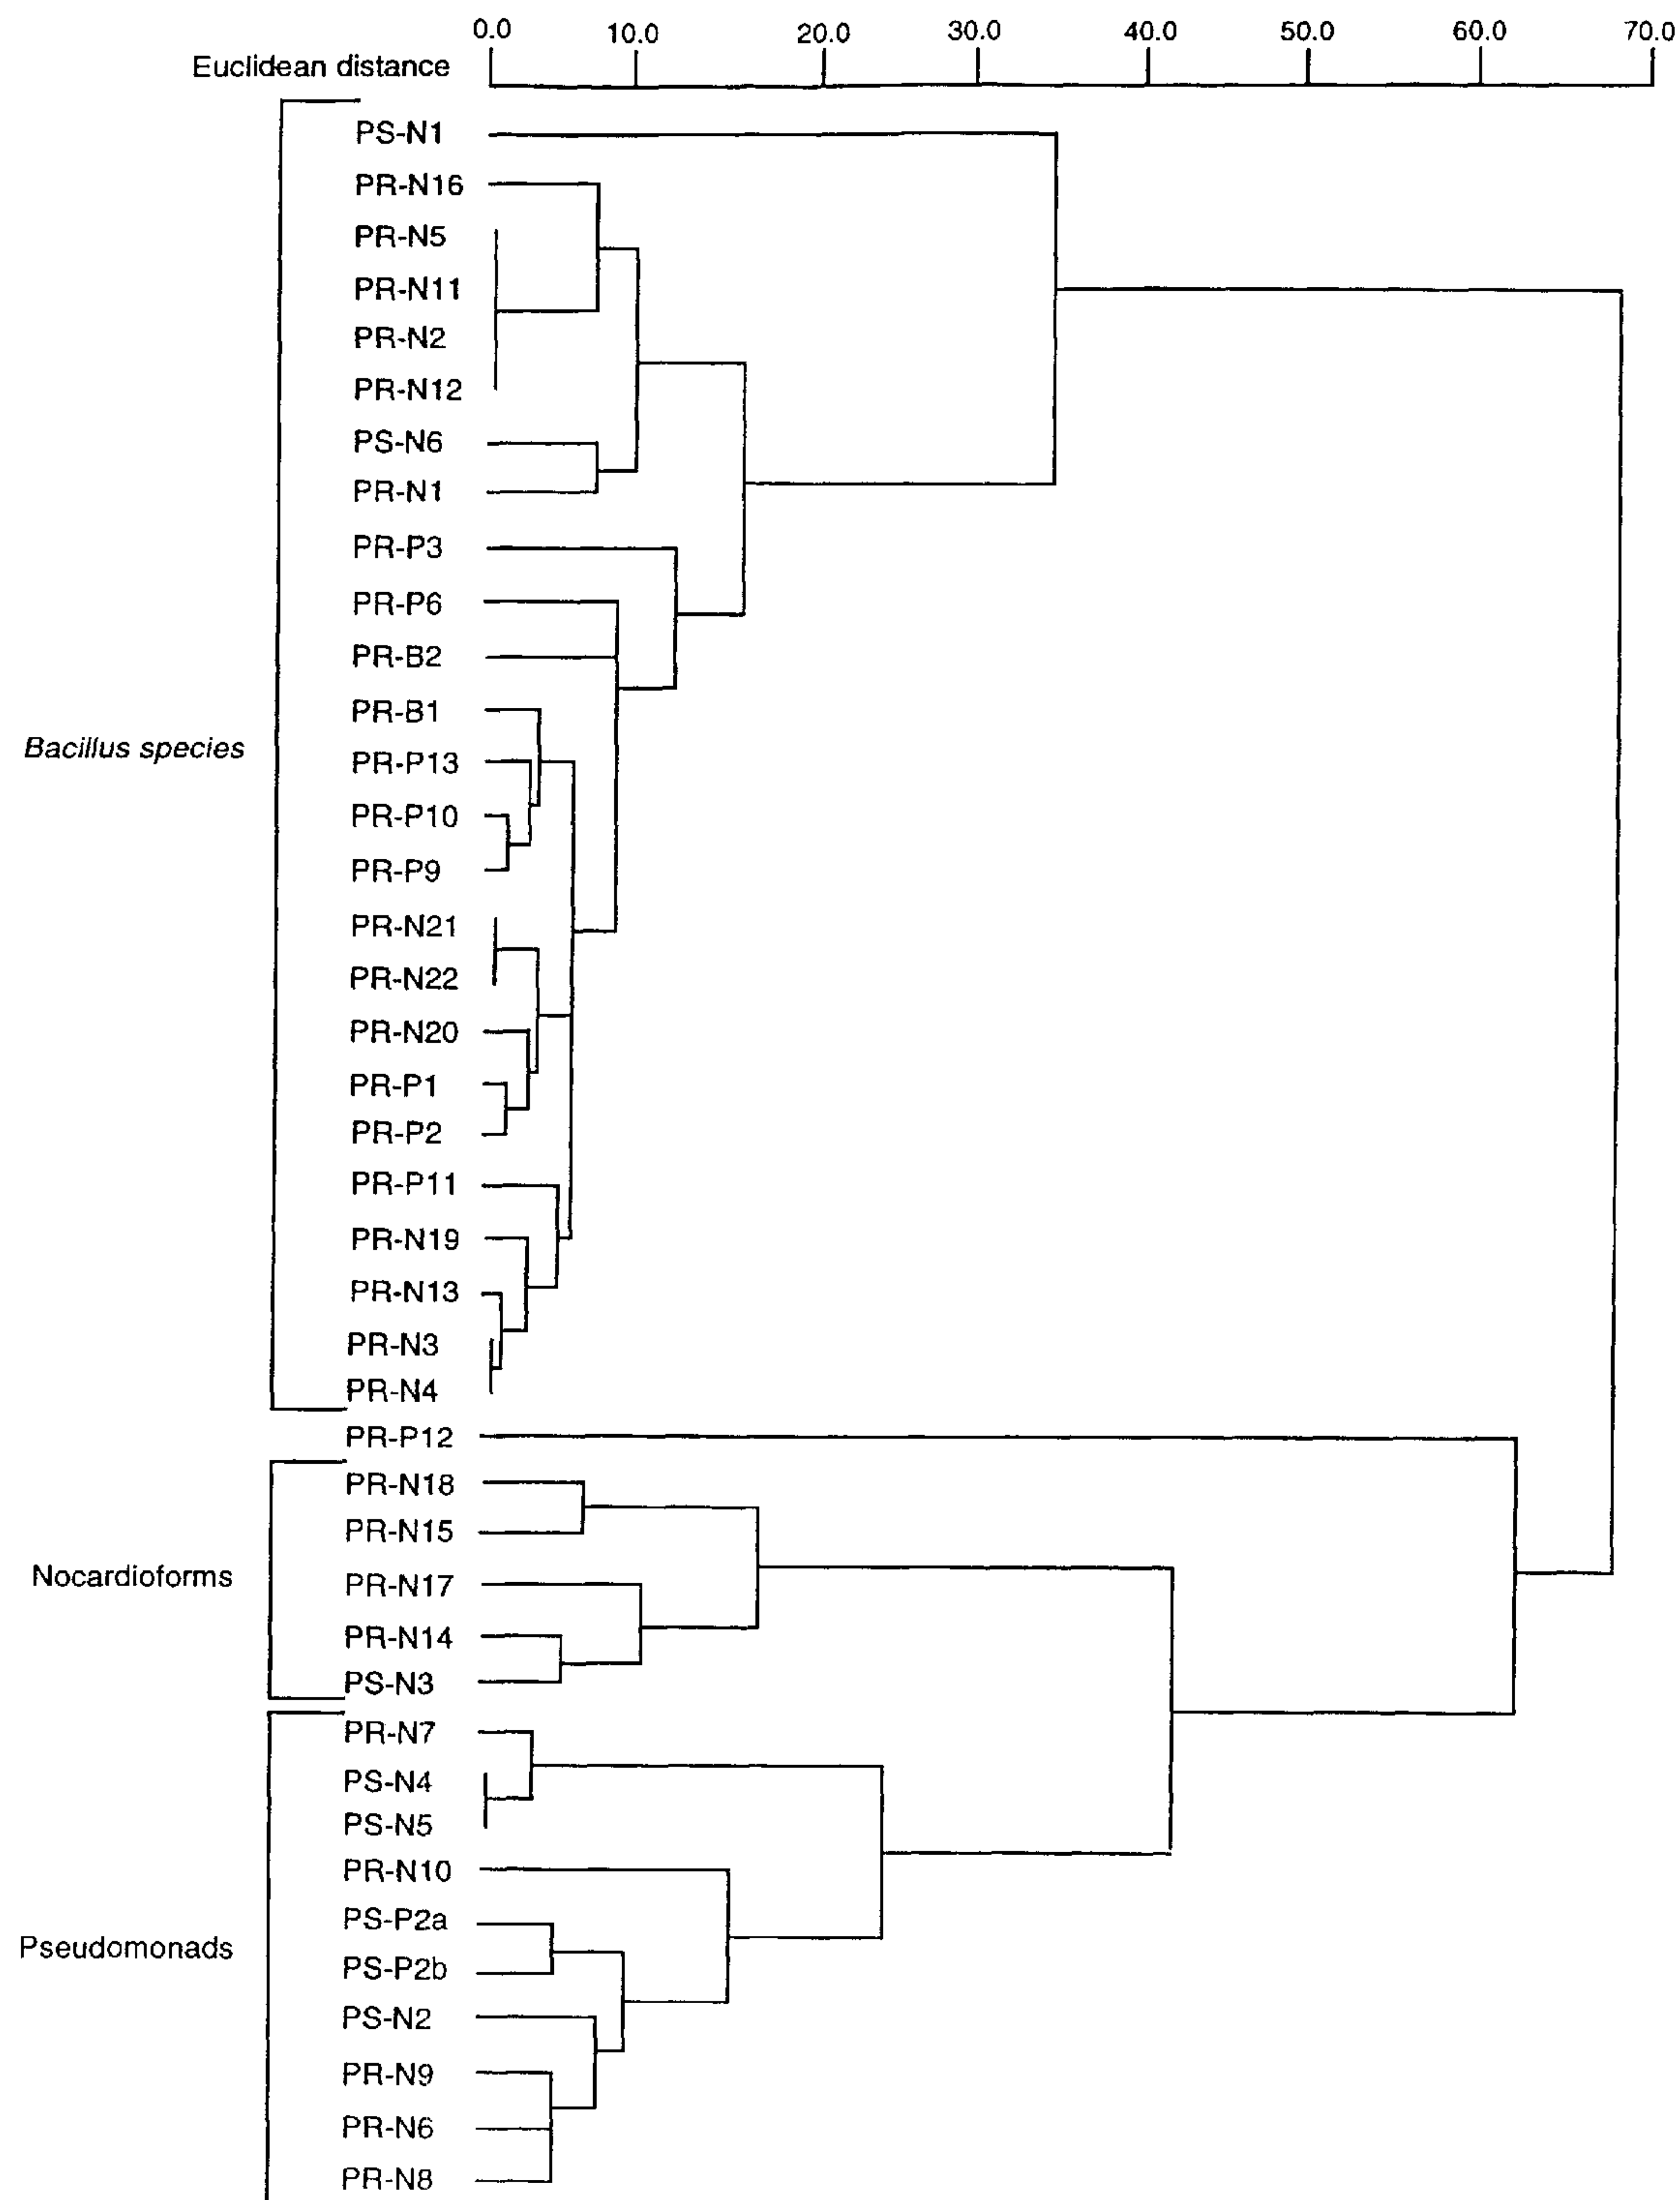 0.0 10.0 20.0 30.0 40.0 50.0 60.0 70.0
Euclidean distance
PS-N1
PR-N16
PR-N5
PR-N11
PR-N2
PR-N12
PS-N6
PR-N1
PR-P3
PR-P6
PR-B2
PR-B1
Bacillus species
PR-P13
PR-P10
PR-P9
PR-N21
PR-N22
PR-N20
PR-P1
PR-P2
PR-P11
PR-N19
PR-N13
PR-N3
PR-N4
PR-P12
PR-N18
PR-N15
Nocardioforms
PR-N17
PR-N14
PS-N3
PR-N7
PS-N4
PS-N5
PR-N10
PS-P2a
Pseudomonads
PS-P2b
PS-N2
PR-N9
PR-N6
PR-N8